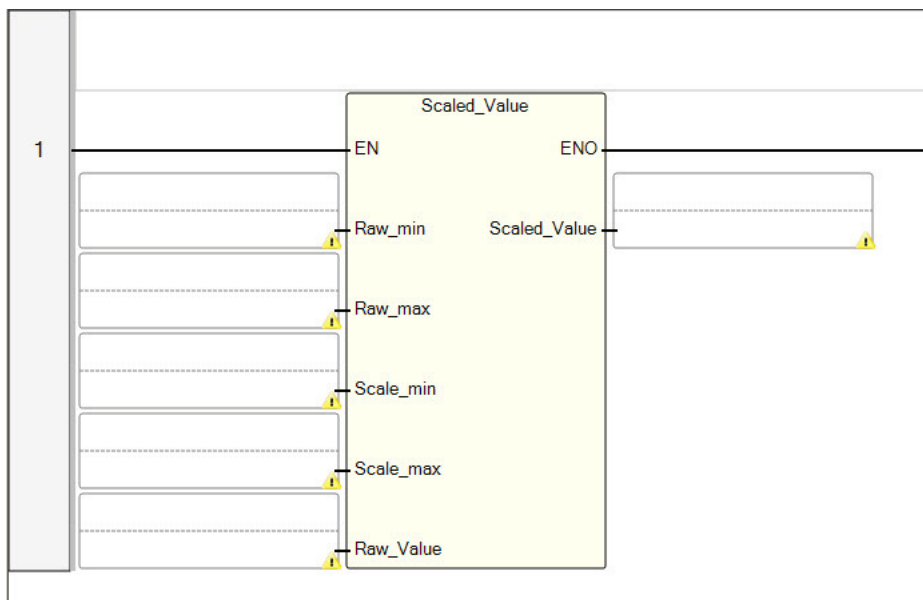 Scaled_Value
1
EN ENO
Raw_min Scaled_Value
Raw_max
Scale_min
Scale_max
Raw_Value